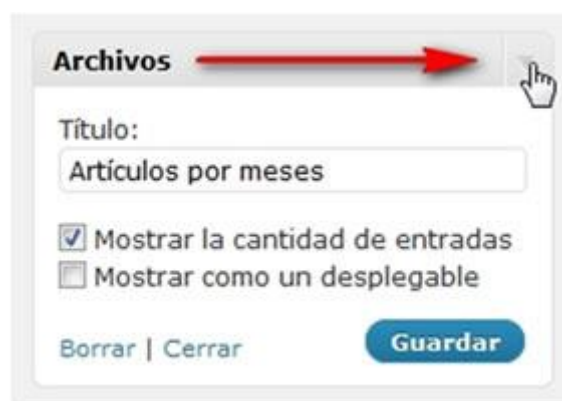 Archivos
Título:
Artículos por meses
Mostrar la cantidad de entradas
Mostrar como un desplegable
Borrar | Cerrar
Guardar